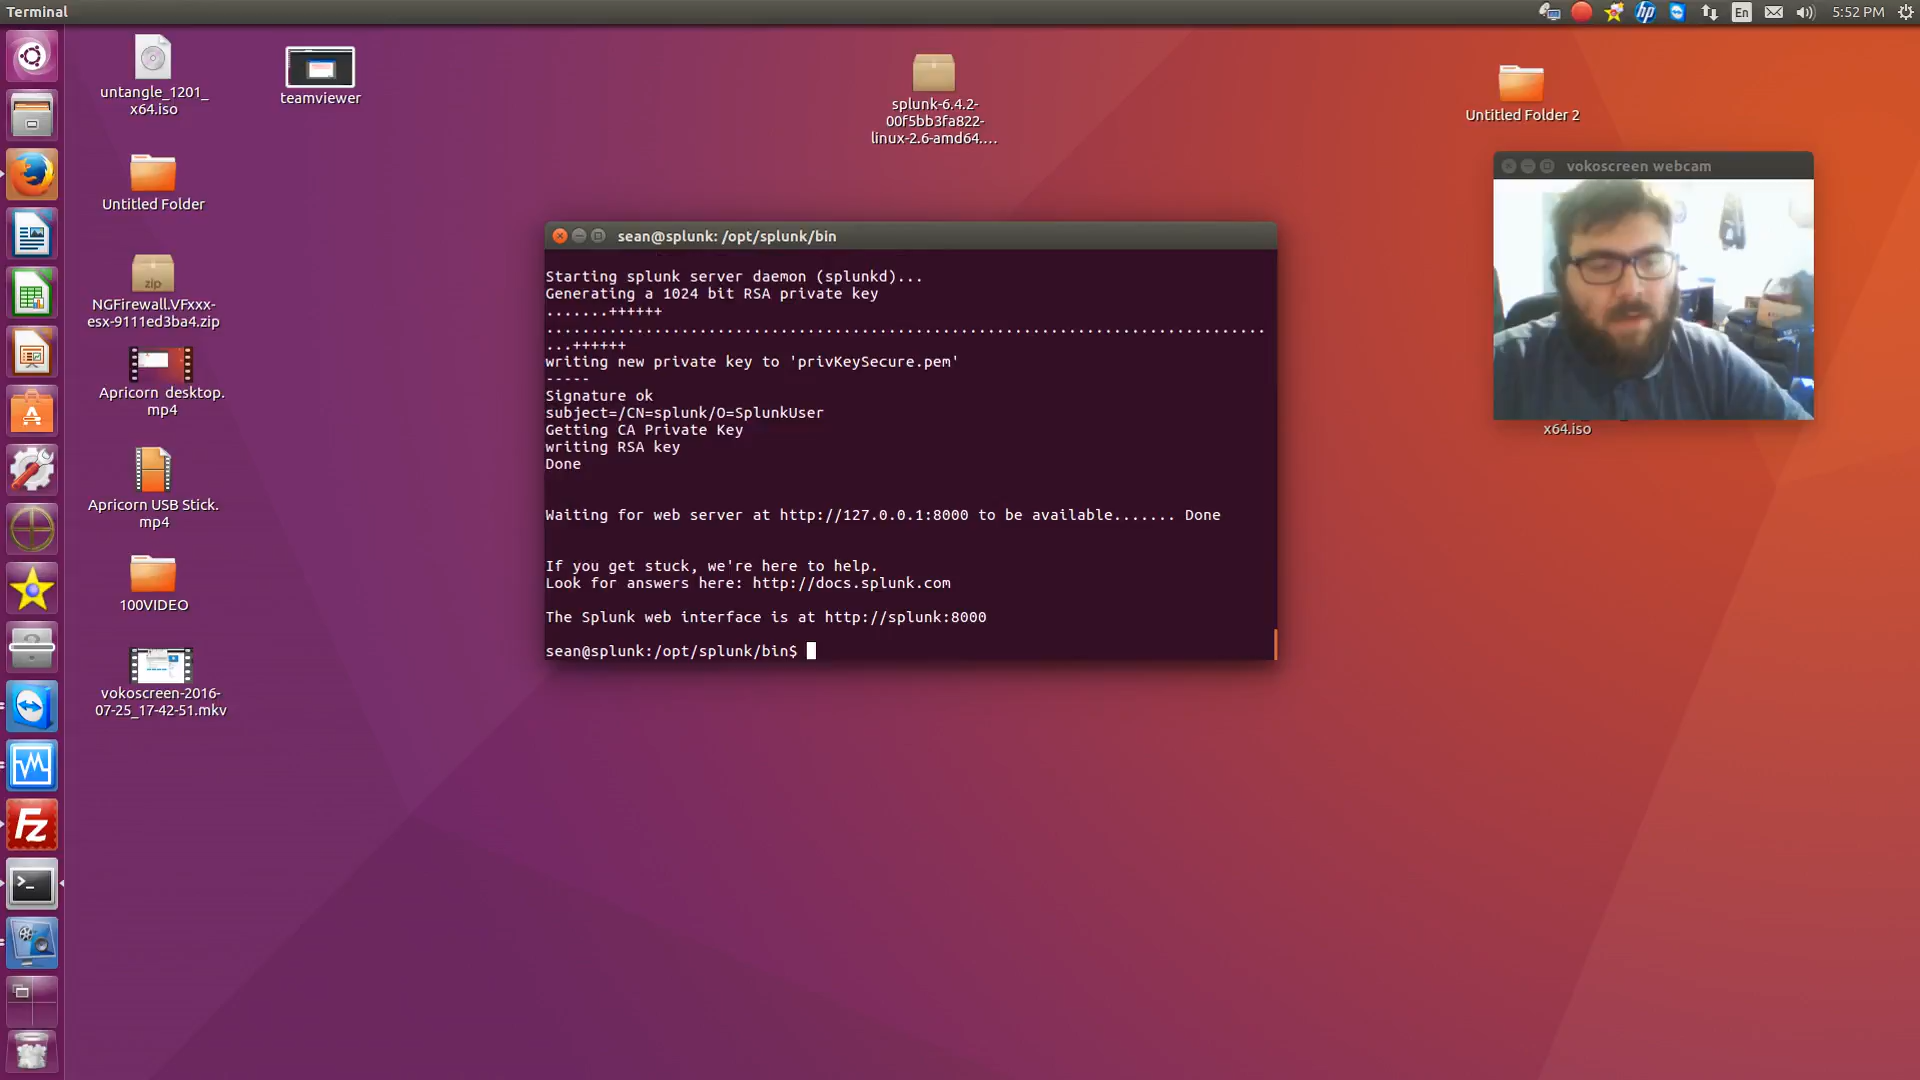 Terminal
En
5:52 PM
hp
untangle_1201_
x64.iso
teamviewer
splunk-6.4.2-
00f5bb3fa822-
linux-2.6-amd64....
Untitled Folder 2
Untitled Folder
zip
NGFirewall.VFxxx-
esx-9111ed3ba4.zip
Apricorn desktop.
mp4
Apricorn USB Stick.
mp4
100VIDEO
vokoscreen-2016-
07-25_17-42-51.mkv
vokoscreen webcam
x64.iso
sean@splunk: /opt/splunk/bin
Starting splunk server daemon (splunkd)...
Generating a 1024 bit RSA private key
.......++++++
................................................................................
...++++++
writing new private key to 'privKeySecure.pem'
-----
Signature ok
subject=/CN=splunk/O=SplunkUser
Getting CA Private Key
writing RSA key
Done
Waiting for web server at http://127.0.0.1:8000 to be available....... Done
If you get stuck, we're here to help.
Look for answers here: http://docs.splunk.com
The Splunk web interface is at http://splunk:8000
sean@splunk:/opt/splunk/bin$
Fz
>_